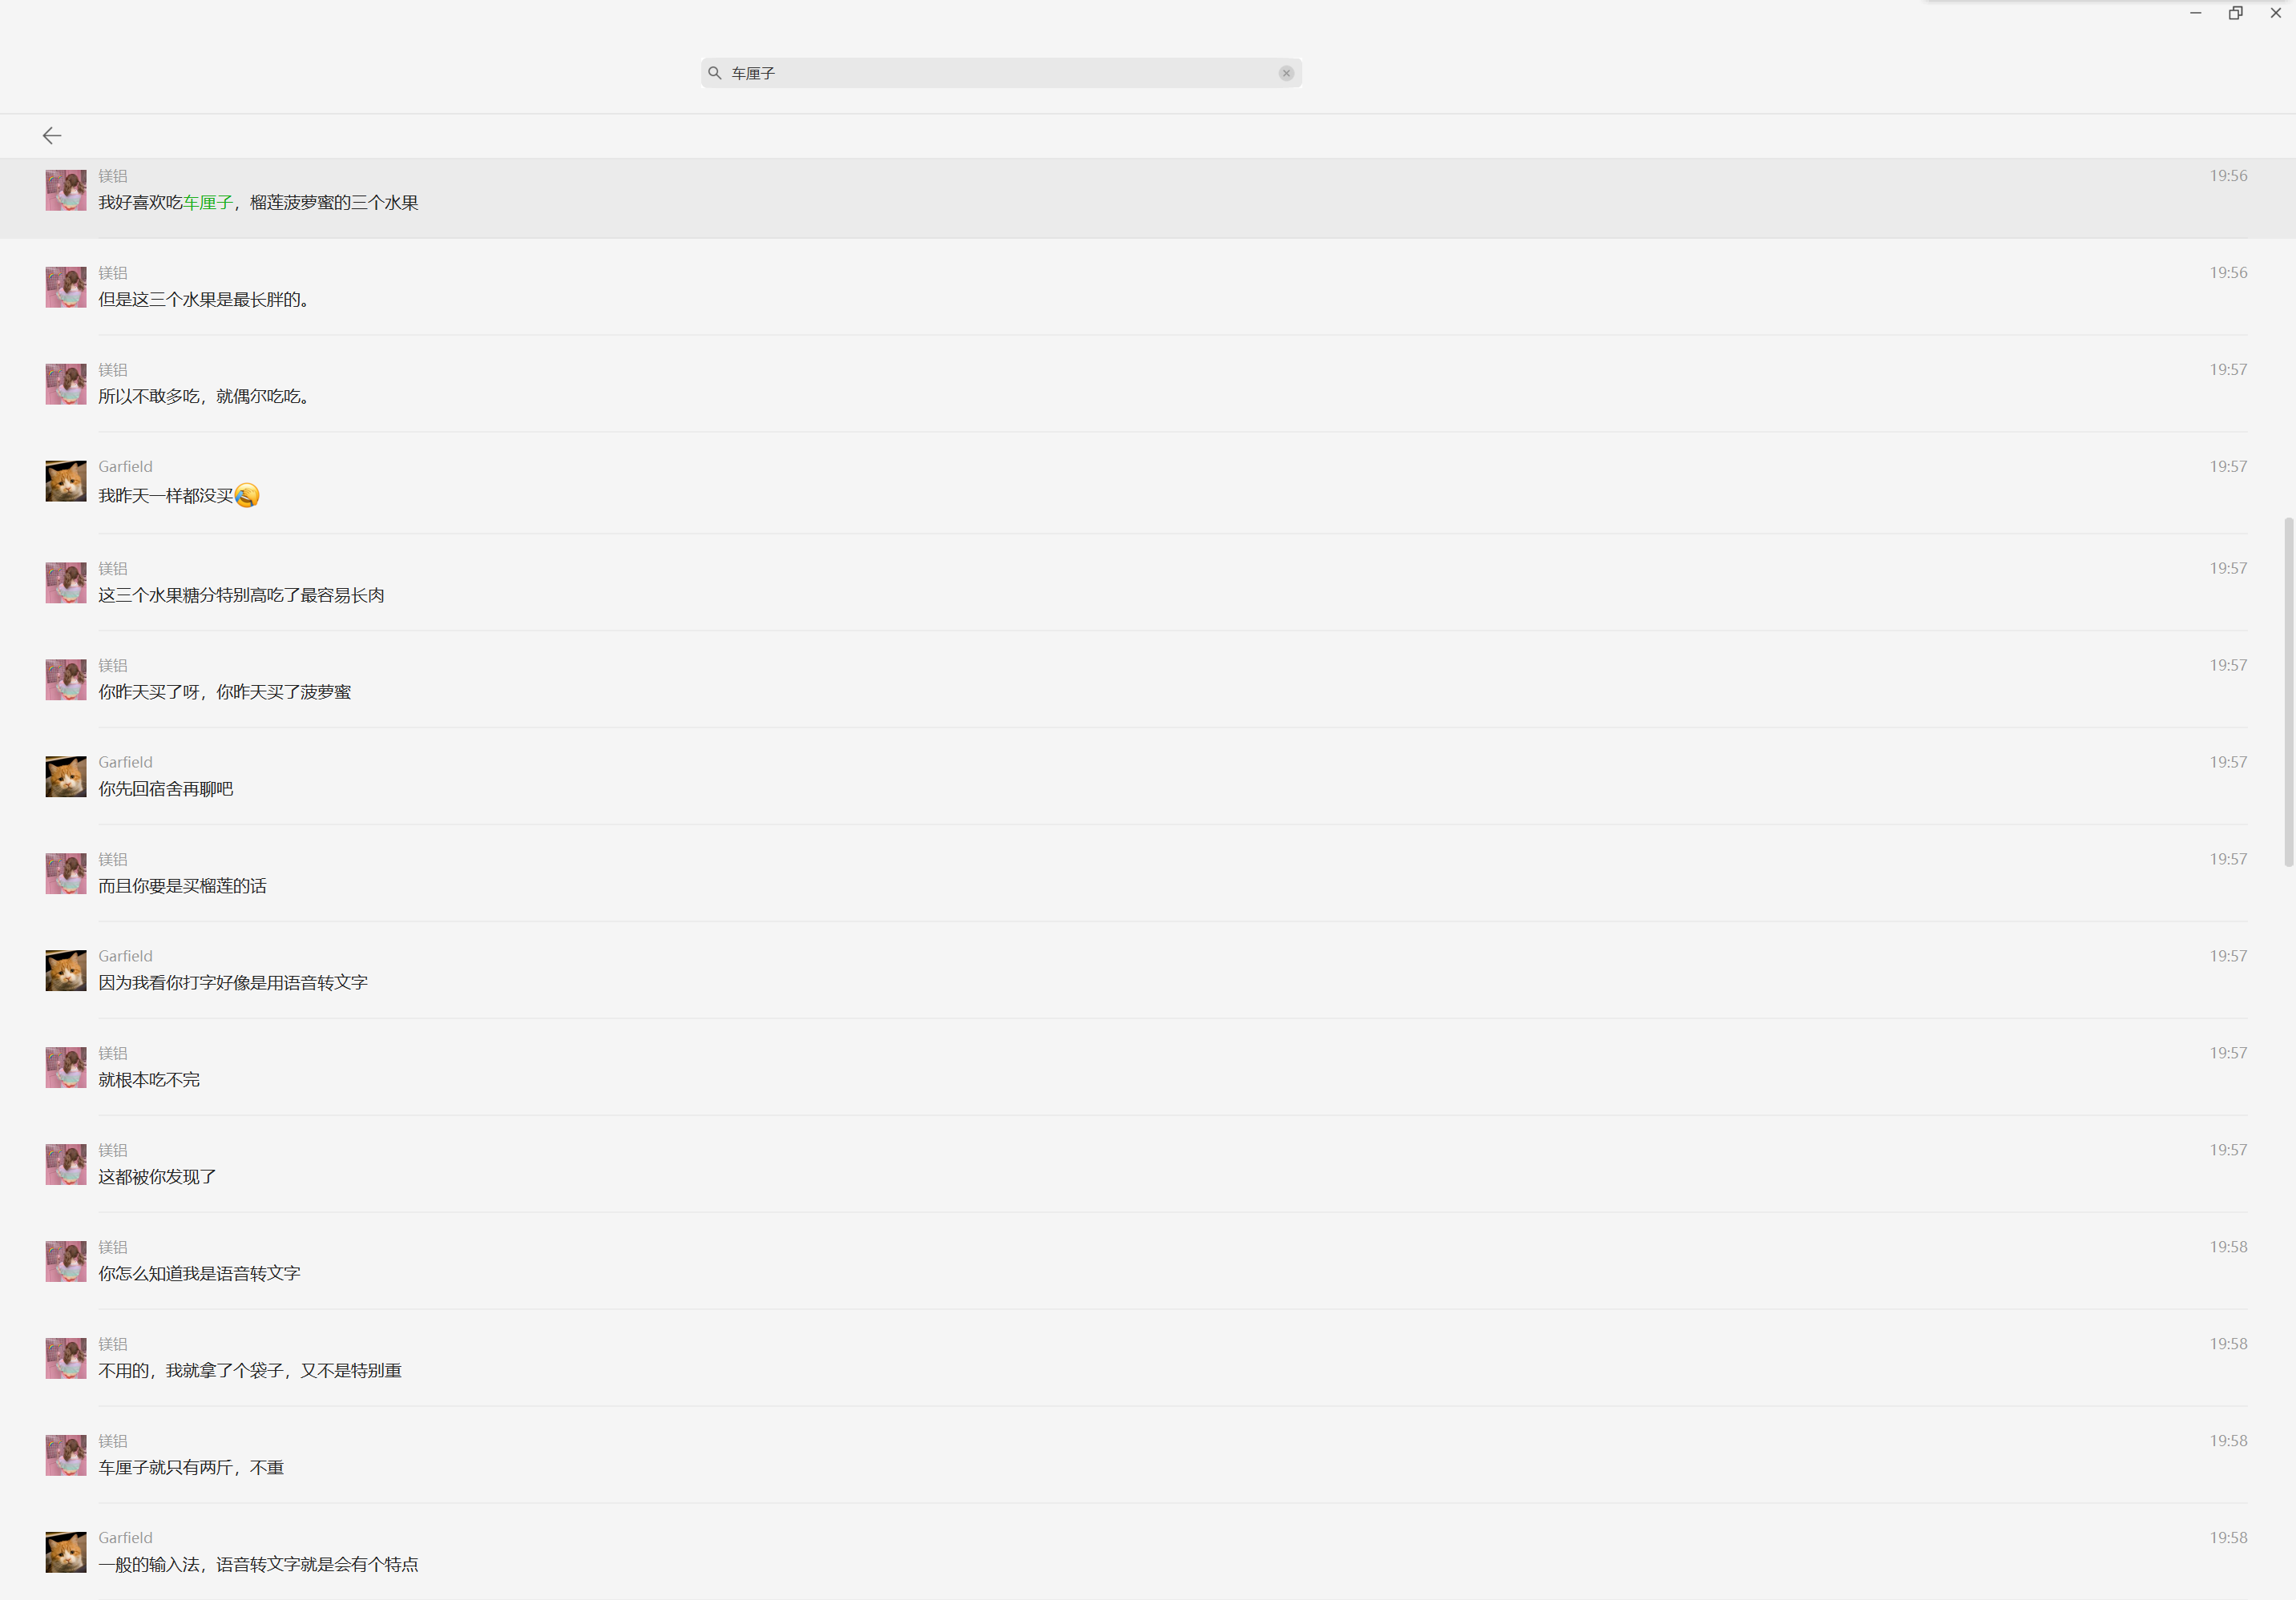 车厘子
镁铝
19:56
我好喜欢吃车厘子，榴莲菠萝蜜的三个水果
镁铝
19:56
但是这三个水果是最长胖的。
镁铝
19:57
所以不敢多吃，就偶尔吃吃。
Garfield
19:57
我昨天一样都没买🤣
镁铝
19:57
这三个水果糖分特别高吃了最容易长肉
镁铝
19:57
你昨天买了呀，你昨天买了菠萝蜜
Garfield
19:57
你先回宿舍再聊吧
镁铝
19:57
而且你要是买榴莲的话
Garfield
19:57
因为我看你打字好像是用语音转文字
镁铝
19:57
就根本吃不完
镁铝
19:57
这都被你发现了
镁铝
19:58
你怎么知道我是语音转文字
镁铝
19:58
不用的，我就拿了个袋子，又不是特别重
镁铝
19:58
车厘子就只有两斤，不重
Garfield
19:58
一般的输入法，语音转文字就是会有个特点